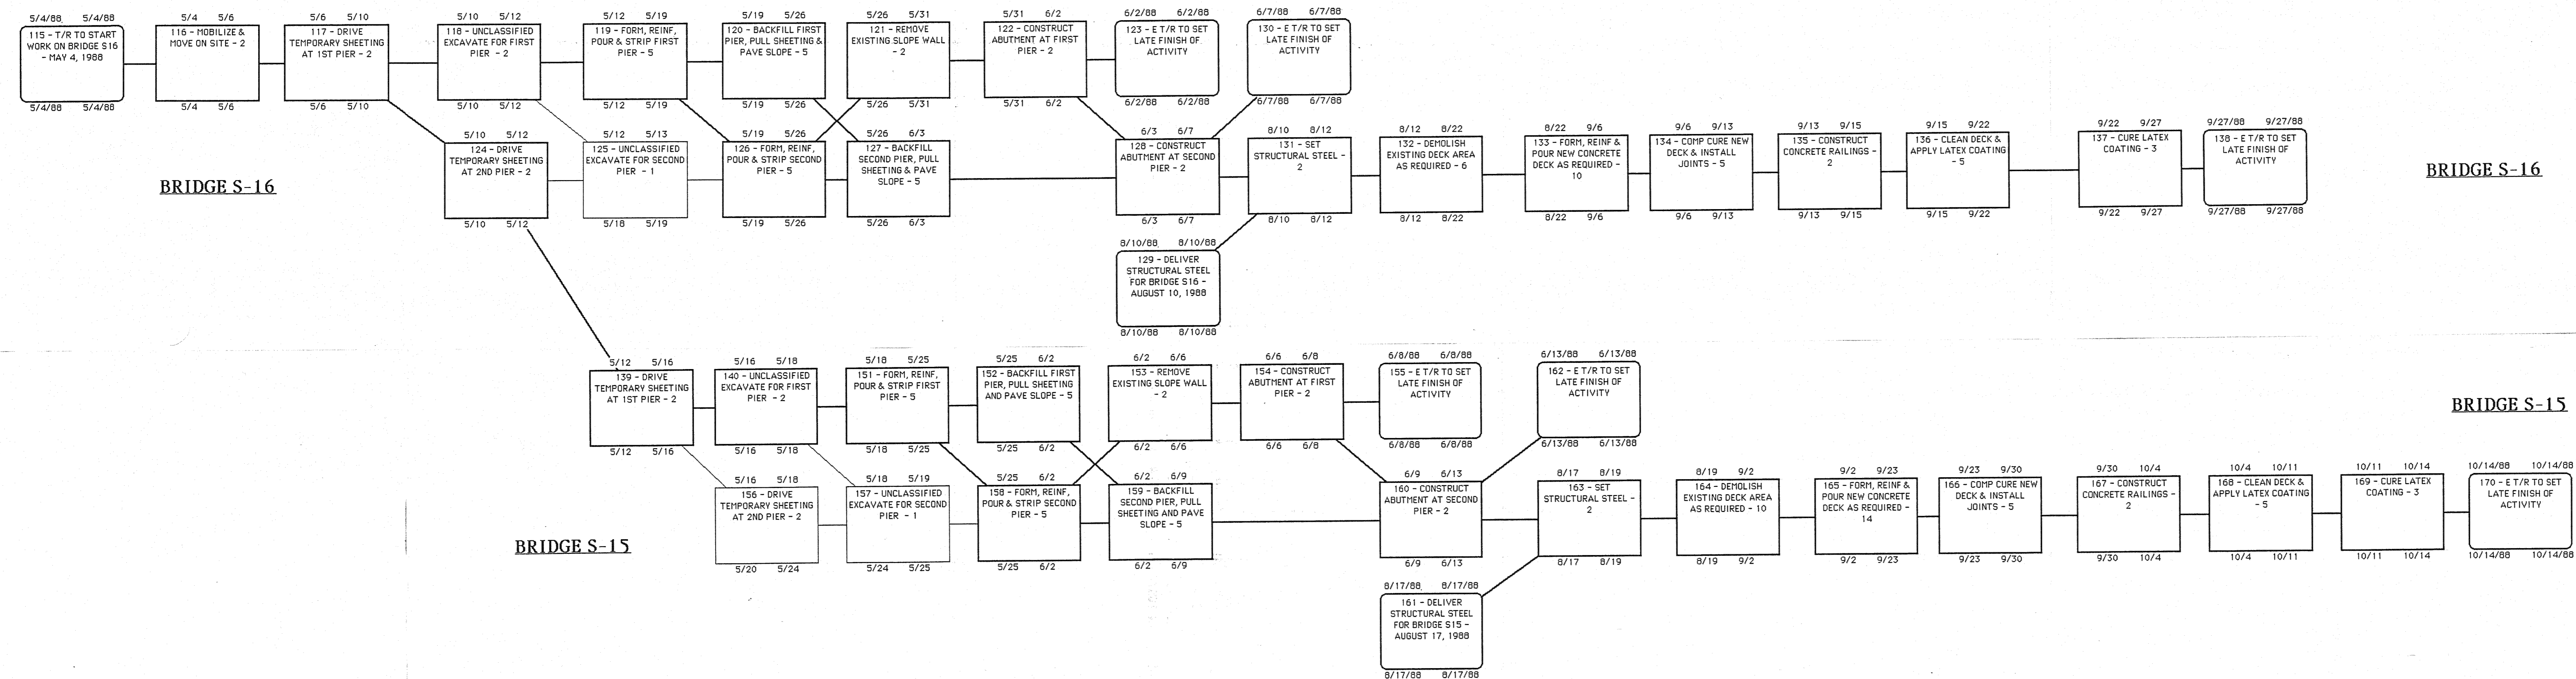 5/4/88 5/4/88
115 - T/R TO START
WORK ON BRIDGE S16
- MAY 4, 1988
5/4/88 5/4/88
5/4 5/6
116 - MOBILIZE &
MOVE ON SITE - 2
5/4 5/6
5/6 5/10
117 - DRIVE
TEMPORARY SHEETING
AT 1ST PIER - 2
5/6 5/10
5/10 5/12
118 - UNCLASSIFIED
EXCAVATE FOR FIRST
PIER - 2
5/10 5/12
5/12 5/19
119 - FORM, REINF,
POUR & STRIP FIRST
PIER - 5
5/12 5/19
5/19 5/26
120 - BACKFILL FIRST
PIER, PULL SHEETING &
PAVE SLOPE - 5
5/19 5/26
5/26 5/31
121 - REMOVE
EXISTING SLOPE WALL
- 2
5/26 5/31
5/31 6/2
122 - CONSTRUCT
ABUTMENT AT FIRST
PIER - 2
5/31 6/2
6/2/88 6/2/88
123 - E T/R TO SET
LATE FINISH OF
ACTIVITY
6/2/88 6/2/88
6/7/88 6/7/88
130 - E T/R TO SET
LATE FINISH OF
ACTIVITY
6/7/88 6/7/88
5/10 5/12
124 - DRIVE
TEMPORARY SHEETING
AT 2ND PIER - 2
5/10 5/12
5/12 5/13
125 - UNCLASSIFIED
EXCAVATE FOR SECOND
PIER - 1
5/18 5/19
5/19 5/26
126 - FORM, REINF,
POUR & STRIP SECOND
PIER - 5
5/19 5/26
5/26 6/3
127 - BACKFILL
SECOND PIER, PULL
SHEETING & PAVE
SLOPE - 5
5/26 6/3
6/3 6/7
128 - CONSTRUCT
ABUTMENT AT SECOND
PIER - 2
6/3 6/7
8/10 8/12
131 - SET
STRUCTURAL STEEL -
2
8/10 8/12
8/12 8/22
132 - DEMOLISH
EXISTING DECK AREA
AS REQUIRED - 6
8/12 8/22
8/22 9/6
133 - FORM, REINF &
POUR NEW CONCRETE
DECK AS REQUIRED -
10
8/22 9/6
9/6 9/13
134 - COMP CURE NEW
DECK & INSTALL
JOINTS - 5
9/6 9/13
9/13 9/15
135 - CONSTRUCT
CONCRETE RAILINGS -
2
9/13 9/15
9/15 9/22
136 - CLEAN DECK &
APPLY LATEX COATING
- 5
9/15 9/22
9/22 9/27
137 - CURE LATEX
COATING - 3
9/22 9/27
9/27/88 9/27/88
138 - E T/R TO SET
LATE FINISH OF
ACTIVITY
9/27/88 9/27/88
BRIDGE S-16
BRIDGE S-16
8/10/88 8/10/88
129 - DELIVER
STRUCTURAL STEEL
FOR BRIDGE S16 -
AUGUST 10, 1988
8/10/88 8/10/88
5/12 5/16
139 - DRIVE
TEMPORARY SHEETING
AT 1ST PIER - 2
5/12 5/16
5/16 5/18
140 - UNCLASSIFIED
EXCAVATE FOR FIRST
PIER - 2
5/16 5/18
5/18 5/25
151 - FORM, REINF,
POUR & STRIP FIRST
PIER - 5
5/18 5/25
5/25 6/2
152 - BACKFILL FIRST
PIER, PULL SHEETING
AND PAVE SLOPE - 5
5/25 6/2
6/2 6/6
153 - REMOVE
EXISTING SLOPE WALL
- 2
6/2 6/6
6/6 6/8
154 - CONSTRUCT
ABUTMENT AT FIRST
PIER - 2
6/6 6/8
6/8/88 6/8/88
155 - E T/R TO SET
LATE FINISH OF
ACTIVITY
6/8/88 6/8/88
6/13/88 6/13/88
162 - E T/R TO SET
LATE FINISH OF
ACTIVITY
6/13/88 6/13/88
BRIDGE S-15
5/16 5/18
156 - DRIVE
TEMPORARY SHEETING
AT 2ND PIER - 2
5/20 5/24
5/18 5/19
157 - UNCLASSIFIED
EXCAVATE FOR SECOND
PIER - 1
5/24 5/25
5/25 6/2
158 - FORM, REINF,
POUR & STRIP SECOND
PIER - 5
5/25 6/2
6/2 6/9
159 - BACKFILL
SECOND PIER, PULL
SHEETING AND PAVE
SLOPE - 5
6/2 6/9
6/9 6/13
160 - CONSTRUCT
ABUTMENT AT SECOND
PIER - 2
6/9 6/13
8/17 8/19
163 - SET
STRUCTURAL STEEL -
2
8/17 8/19
8/19 9/2
164 - DEMOLISH
EXISTING DECK AREA
AS REQUIRED - 10
8/19 9/2
9/2 9/23
165 - FORM, REINF &
POUR NEW CONCRETE
DECK AS REQUIRED -
14
9/2 9/23
9/23 9/30
166 - COMP CURE NEW
DECK & INSTALL
JOINTS - 5
9/23 9/30
9/30 10/4
167 - CONSTRUCT
CONCRETE RAILINGS -
2
9/30 10/4
10/4 10/11
168 - CLEAN DECK &
APPLY LATEX COATING
- 5
10/4 10/11
10/11 10/14
169 - CURE LATEX
COATING - 3
10/11 10/14
10/14/88 10/14/88
170 - E T/R TO SET
LATE FINISH OF
ACTIVITY
10/14/88 10/14/88
BRIDGE S-15
8/17/88 8/17/88
161 - DELIVER
STRUCTURAL STEEL
FOR BRIDGE S15 -
AUGUST 17, 1988
8/17/88 8/17/88